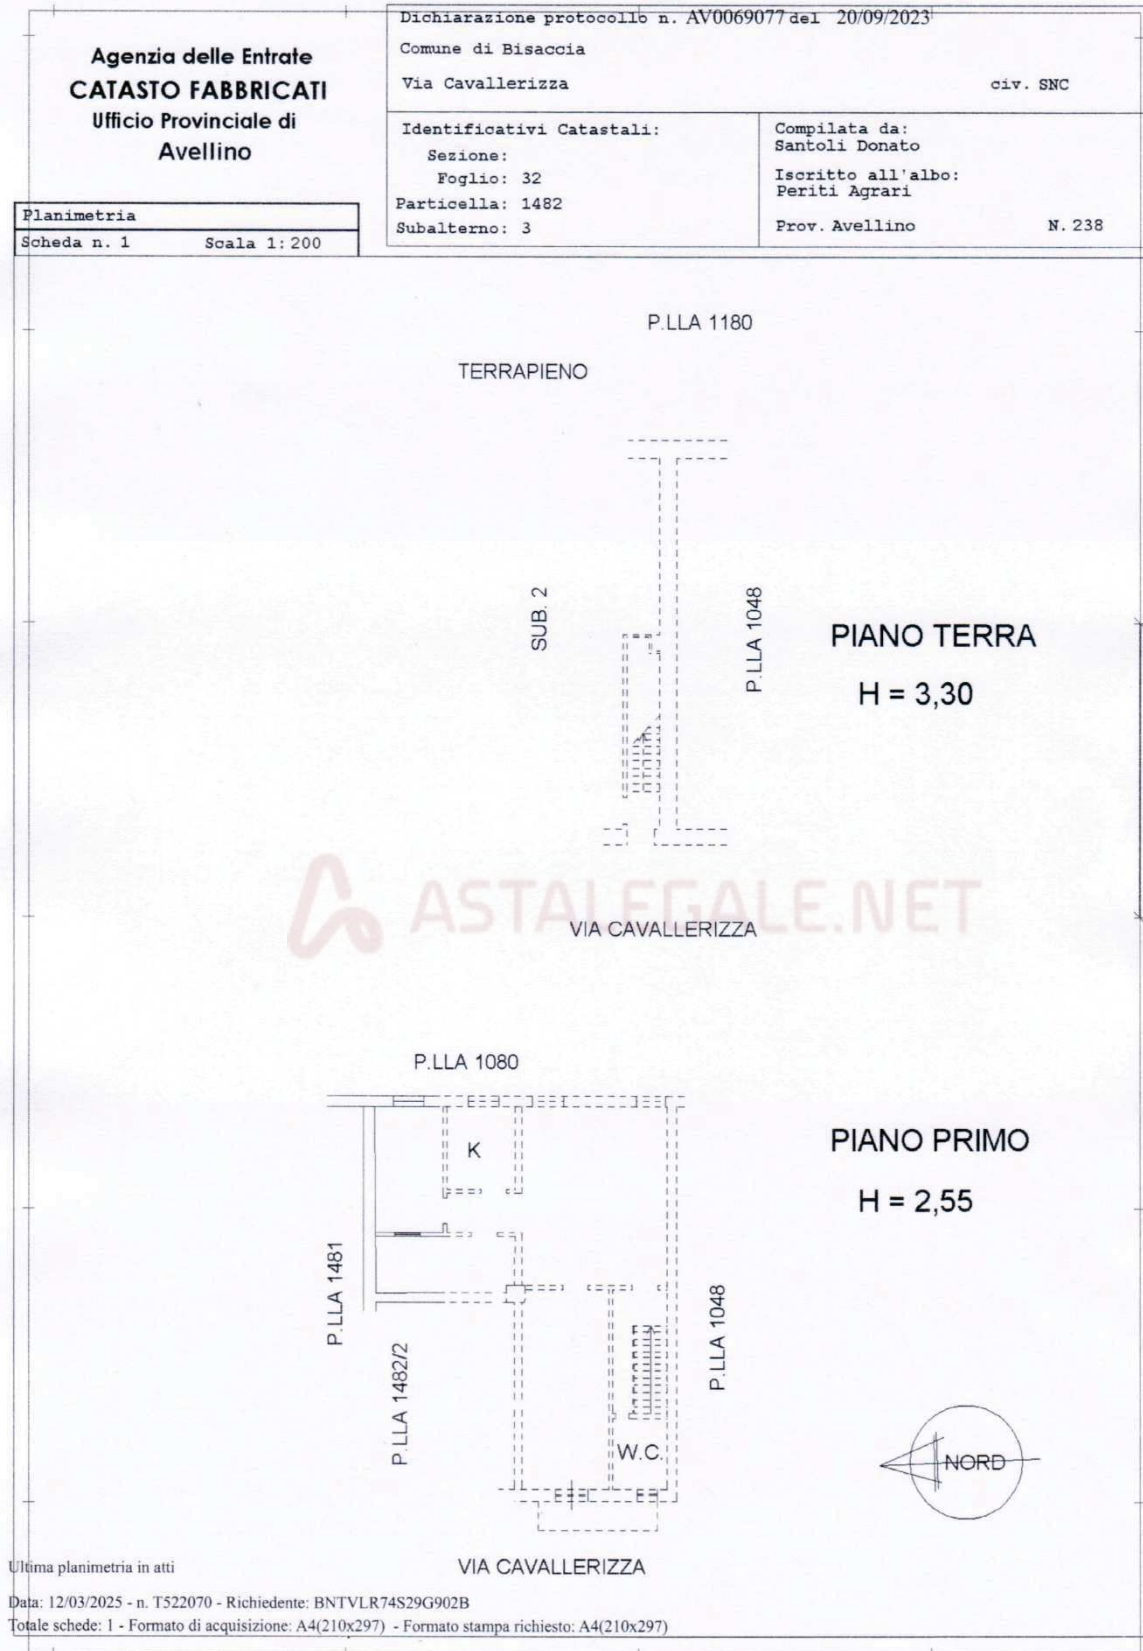 Agenzia delle Entrate
CATASTO FABBRICATI
Ufficio Provinciale di
Avellino
Planimetria
Scheda n. 1 Scala 1:200
Dichiarazione protocollo n. AV0069077 del 20/09/2023
Comune di Bisaccia
Via Cavallerizza civ. SNC
Identificativi Catastali:
Sezione:
Foglio: 32
Particella: 1482
Subalterno: 3
Compilata da:
Santoli Donato
Iscritto all'albo:
Periti Agrari
Prov. Avellino N. 238
P.LLA 1180
TERRAPIENO
SUB. 2
P.LLA 1048
PIANO TERRA
H = 3,30
ASTALEGALE.NET
VIA CAVALLERIZZA
P.LLA 1080
K
PIANO PRIMO
H = 2,55
P.LLA 1481
P.LLA 1482/2
P.LLA 1048
W.C.
NORD
VIA CAVALLERIZZA
Ultima planimetria in atti
Data: 12/03/2025 - n. T522070 - Richiedente: BNTVLR74S29G902B
Totale schede: 1 - Formato di acquisizione: A4(210x297) - Formato stampa richiesto: A4(210x297)